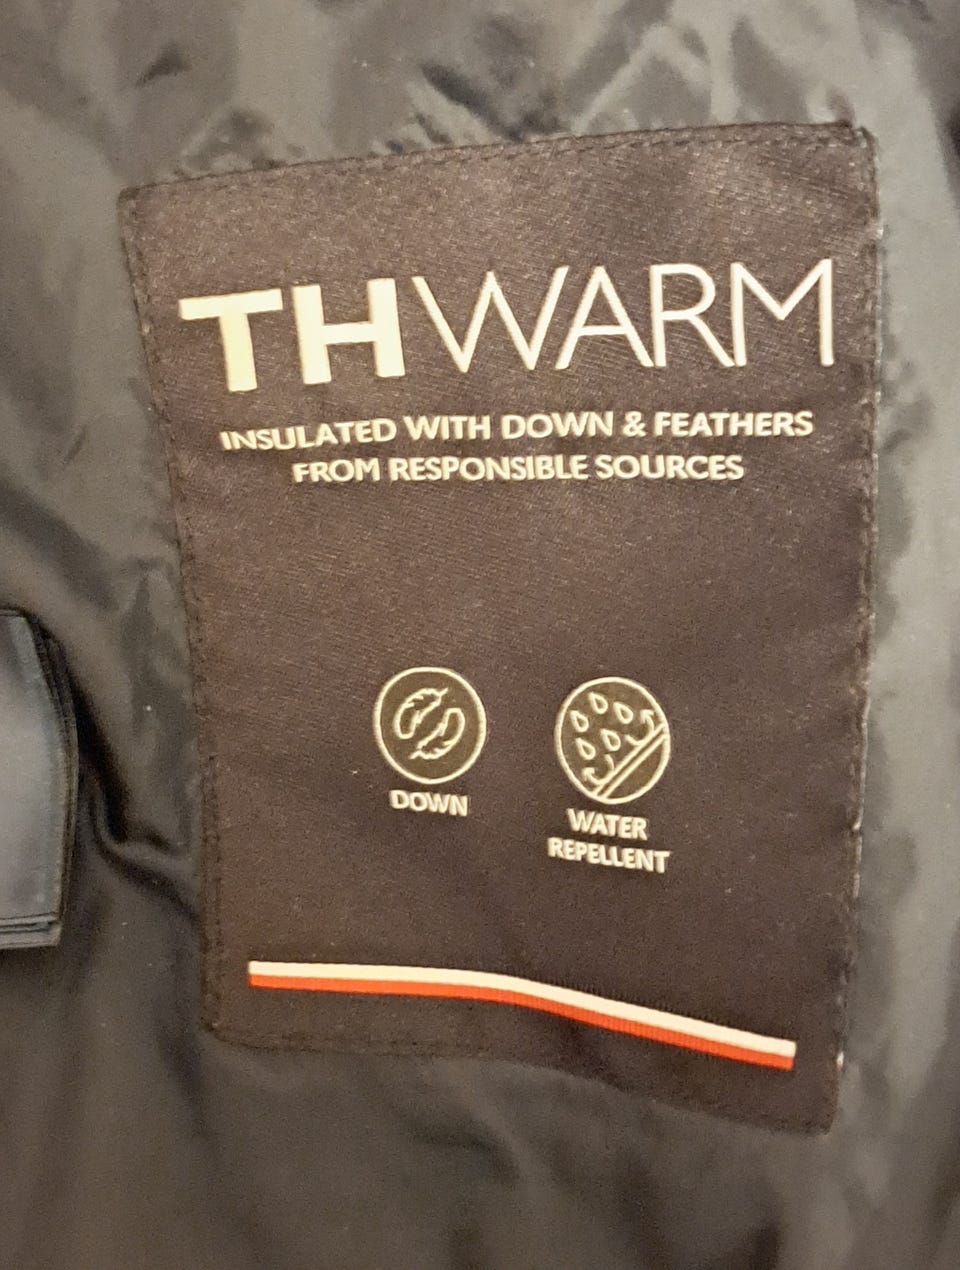 THWARM
INSULATED WITH DOWN & FEATHERS
FROM RESPONSIBLE SOURCES
DOWN
WATER
REPELLENT